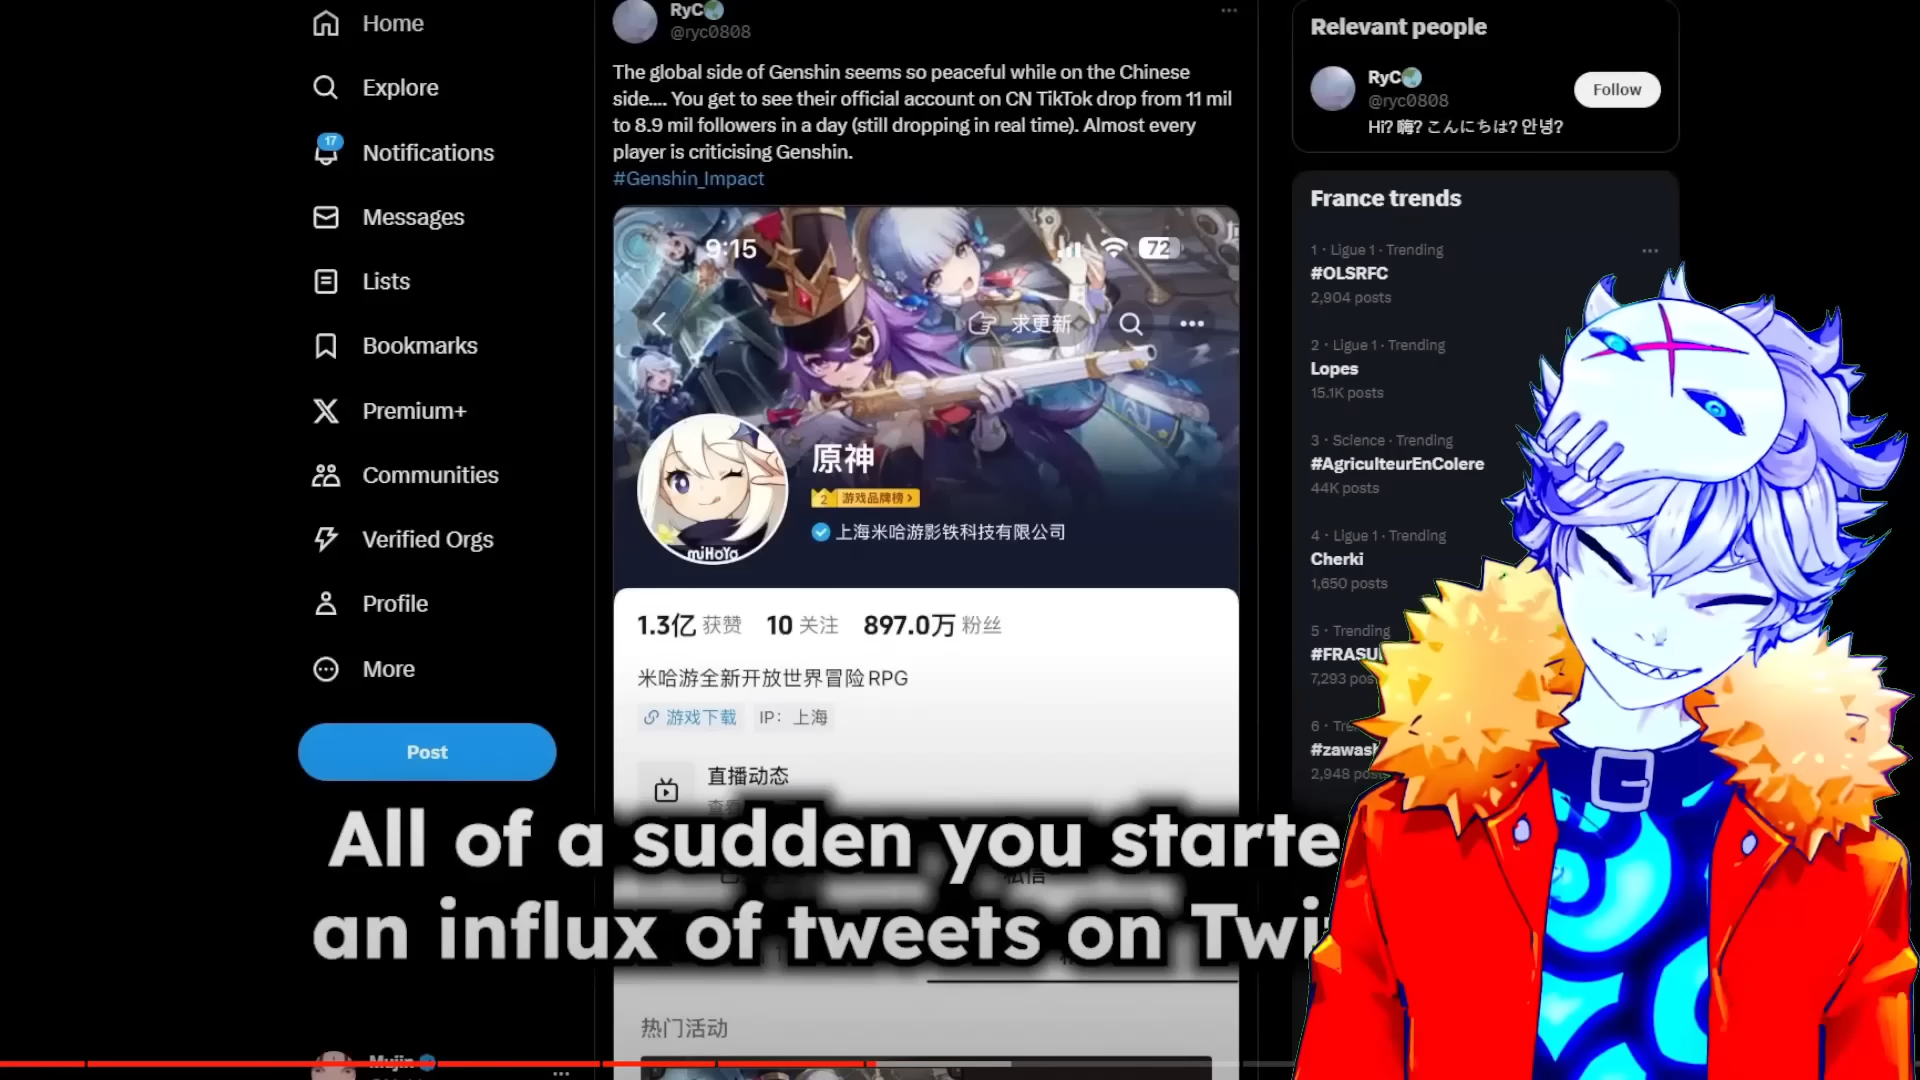 Home
Explore
17
Notifications
Messages
Lists
Bookmarks
Premium+
Communities
Verified Orgs
Profile
More
Post
Mujin
RyC
@ryc0808
The global side of Genshin seems so peaceful while on the Chinese
side.... You get to see their official account on CN TikTok drop from 11 mil
to 8.9 mil followers in a day (still dropping in real time). Almost every
player is criticising Genshin.
#Genshin_Impact
9:15
72
求更新
原神
2 游戏品牌榜
上海米哈游影铁科技有限公司
miHoYo
1.3亿 获赞 10 关注 897.0万 粉丝
米哈游全新开放世界冒险RPG
游戏下载 IP：上海
直播动态
私信
热门活动
All of a sudden you starte
an influx of tweets on Twi
Relevant people
RyC
@ryc0808
Follow
Hi? 嗨? こんにちは? 안녕?
France trends
1 · Ligue 1 · Trending
#OLSRFC
2,904 posts
2 · Ligue 1 · Trending
Lopes
15.1K posts
3 · Science · Trending
#AgriculteurEnColere
44K posts
4 · Ligue 1 · Trending
Cherki
1,650 posts
5 · Trending
#FRASU
7,293 pos
6 · Tre
#zawas
2,948 pos